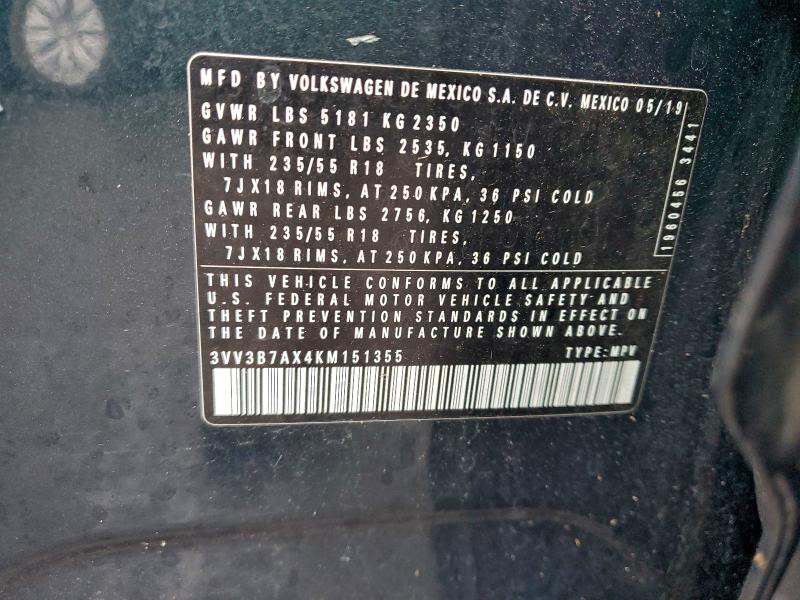 MFD BY VOLKSWAGEN DE MEXICO S.A. DE C.V. MEXICO 05/19
GVWR LBS 5181 KG 2350
GAWR FRONT LBS 2535, KG 1150
WITH 235/55 R18 TIRES,
7JX18 RIMS, AT 250 KPA, 36 PSI COLD
GAWR REAR LBS 2756, KG 1250
WITH 235/55 R18 TIRES,
7JX18 RIMS, AT 250 KPA, 36 PSI COLD
1960456 3441
THIS VEHICLE CONFORMS TO ALL APPLICABLE
U.S. FEDERAL MOTOR VEHICLE SAFETY AND
THEFT PREVENTION STANDARDS IN EFFECT ON
THE DATE OF MANUFACTURE SHOWN ABOVE.
3VV3B7AX4KM151355 TYPE:MPV